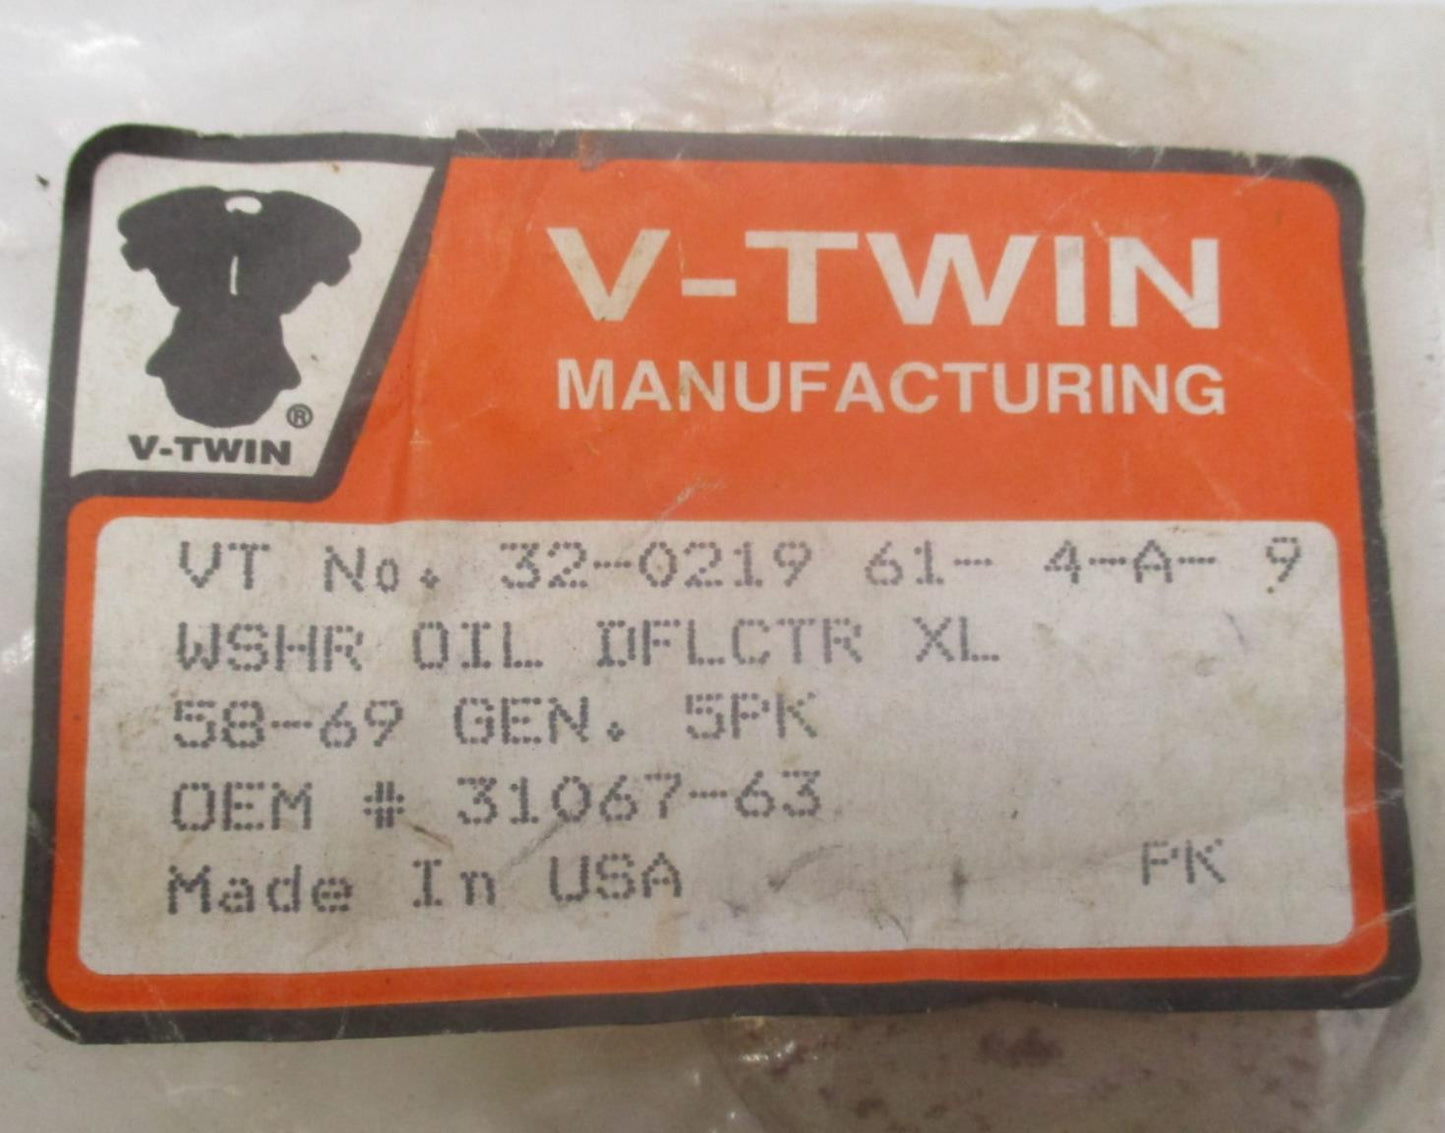 V-TWIN
MANUFACTURING
®
V-TWIN
VT No. 32-0219 61- 4-A- 9
WSHR OIL DFLCTR XL
58-69 GEN. 5PK
OEM # 31067-63
Made In USA PK